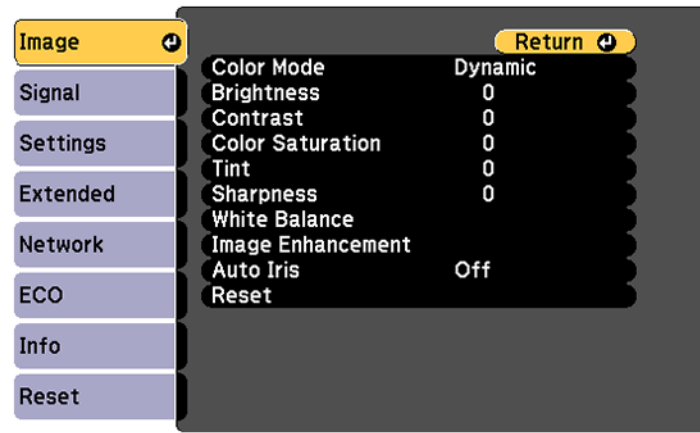 Image
Signal
Settings
Extended
Network
ECO
Info
Reset
Return
Color Mode Dynamic
Brightness 0
Contrast 0
Color Saturation 0
Tint 0
Sharpness 0
White Balance
Image Enhancement
Auto Iris Off
Reset